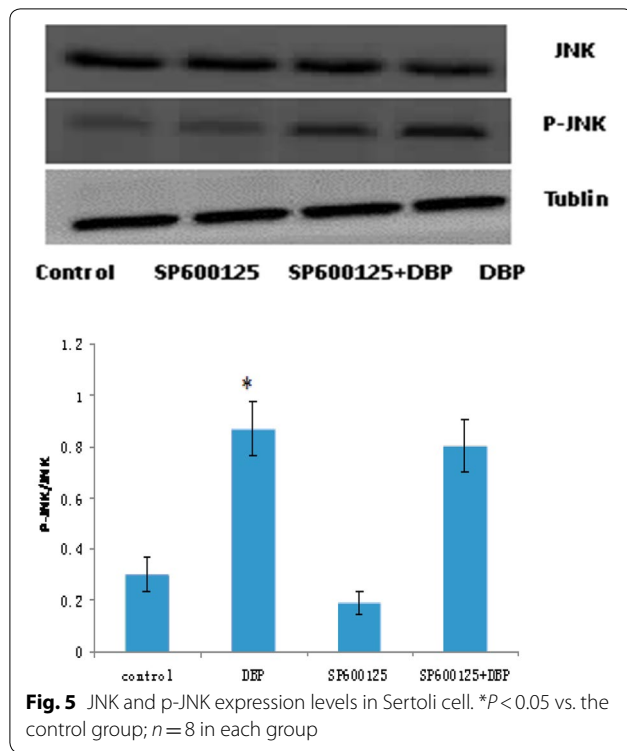 JNK
P-JNK
Tublin
Control SP600125 SP600125+DBP DBP
1.2
1
0.8
0.6
0.4
0.2
0
P-JNK/JNK
*
control DBP SP600125 SP600125+DBP
Fig. 5 JNK and p-JNK expression levels in Sertoli cell. *P < 0.05 vs. the
control group; n = 8 in each group